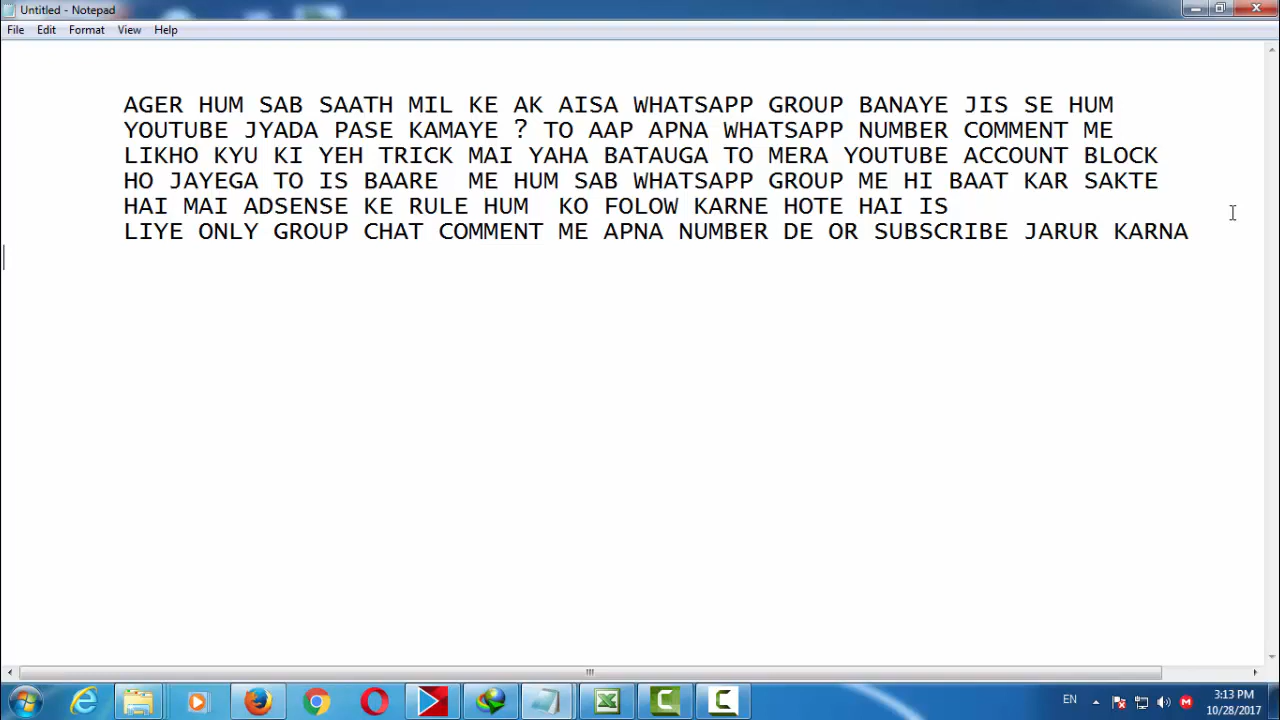 Untitled - Notepad
File Edit Format View Help
AGER HUM SAB SAATH MIL KE AK AISA WHATSAPP GROUP BANAYE JIS SE HUM
YOUTUBE JYADA PASE KAMAYE ? TO AAP APNA WHATSAPP NUMBER COMMENT ME
LIKHO KYU KI YEH TRICK MAI YAHA BATAUGA TO MERA YOUTUBE ACCOUNT BLOCK
HO JAYEGA TO IS BAARE  ME HUM SAB WHATSAPP GROUP ME HI BAAT KAR SAKTE
HAI MAI ADSENSE KE RULE HUM  KO FOLOW KARNE HOTE HAI IS
LIYE ONLY GROUP CHAT COMMENT ME APNA NUMBER DE OR SUBSCRIBE JARUR KARNA
EN
3:13 PM
10/28/2017